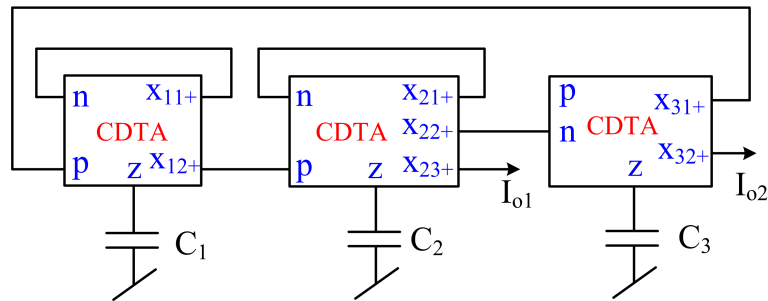 n
x11+
CDTA
p
x12+
z
C1
n
x21+
CDTA
x22+
p
x23+
z
C2
Io1
p
x31+
n
CDTA
x32+
z
C3
Io2